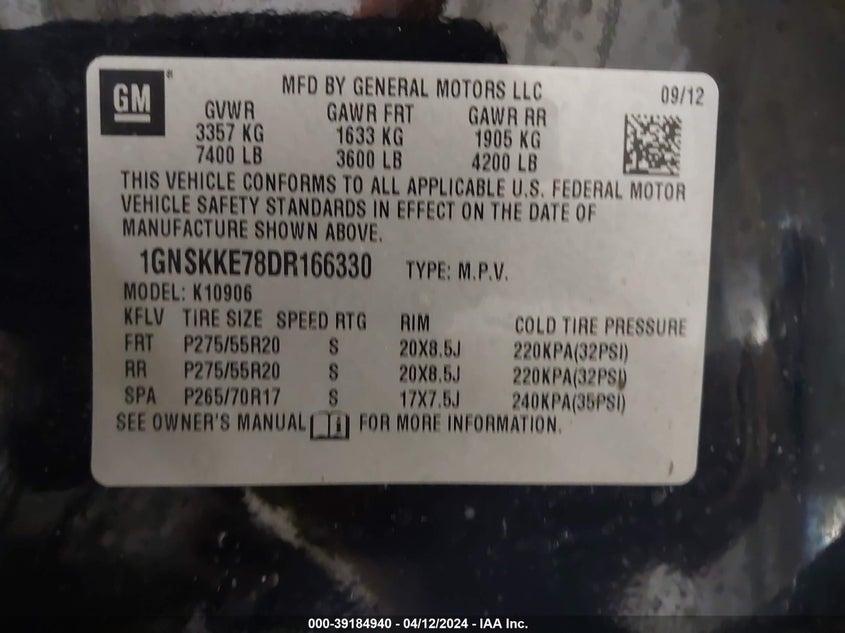 GM
MFD BY GENERAL MOTORS LLC
09/12
GVWR GAWR FRT GAWR RR
3357 KG 1633 KG 1905 KG
7400 LB 3600 LB 4200 LB
THIS VEHICLE CONFORMS TO ALL APPLICABLE U.S. FEDERAL MOTOR
VEHICLE SAFETY STANDARDS IN EFFECT ON THE DATE OF
MANUFACTURE SHOWN ABOVE.
1GNSKKE78DR166330 TYPE: M.P.V.
MODEL: K10906
KFLV TIRE SIZE SPEED RTG RIM COLD TIRE PRESSURE
FRT P275/55R20 S 20X8.5J 220KPA(32PSI)
RR P275/55R20 S 20X8.5J 220KPA(32PSI)
SPA P265/70R17 S 17X7.5J 240KPA(35PSI)
SEE OWNER'S MANUAL FOR MORE INFORMATION.
000-39184940 - 04/12/2024 - IAA Inc.